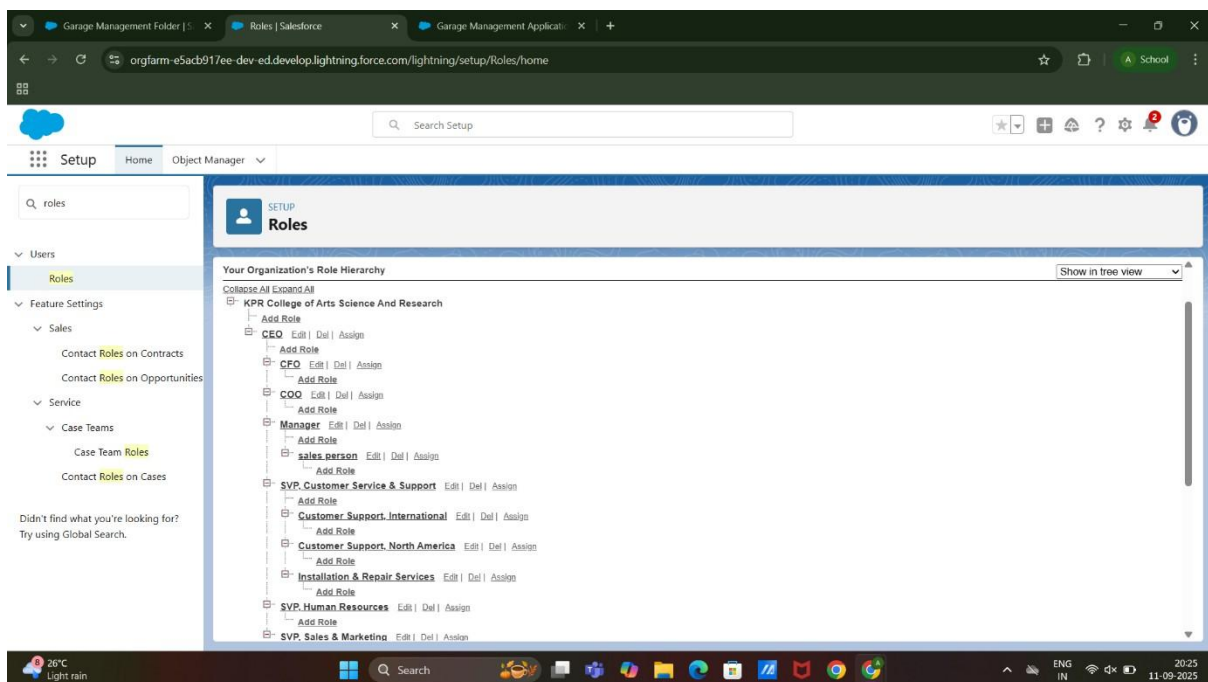 Garage Management Folder | S
Roles | Salesforce
Garage Management Applicatio
orgfarm-e5acb917ee-dev-ed.develop.lightning.force.com/lightning/setup/Roles/home
A School
Search Setup
2
Setup Home Object Manager
roles
Users
Roles
Feature Settings
Sales
Contact Roles on Contracts
Contact Roles on Opportunities
Service
Case Teams
Case Team Roles
Contact Roles on Cases
Didn't find what you're looking for?
Try using Global Search.
SETUP
Roles
Your Organization's Role Hierarchy
Show in tree view
Collapse All Expand All
KPR College of Arts Science And Research
Add Role
CEO Edit | Del | Assign
Add Role
CFO Edit | Del | Assign
Add Role
COO Edit | Del | Assign
Add Role
Manager Edit | Del | Assign
Add Role
sales person Edit | Del | Assign
Add Role
SVP, Customer Service & Support Edit | Del | Assign
Add Role
Customer Support, International Edit | Del | Assign
Add Role
Customer Support, North America Edit | Del | Assign
Add Role
Installation & Repair Services Edit | Del | Assign
Add Role
SVP, Human Resources Edit | Del | Assign
Add Role
SVP, Sales & Marketing Edit | Del | Assign
8
26°C
Light rain
Search
ENG
IN
20:25
11-09-2025